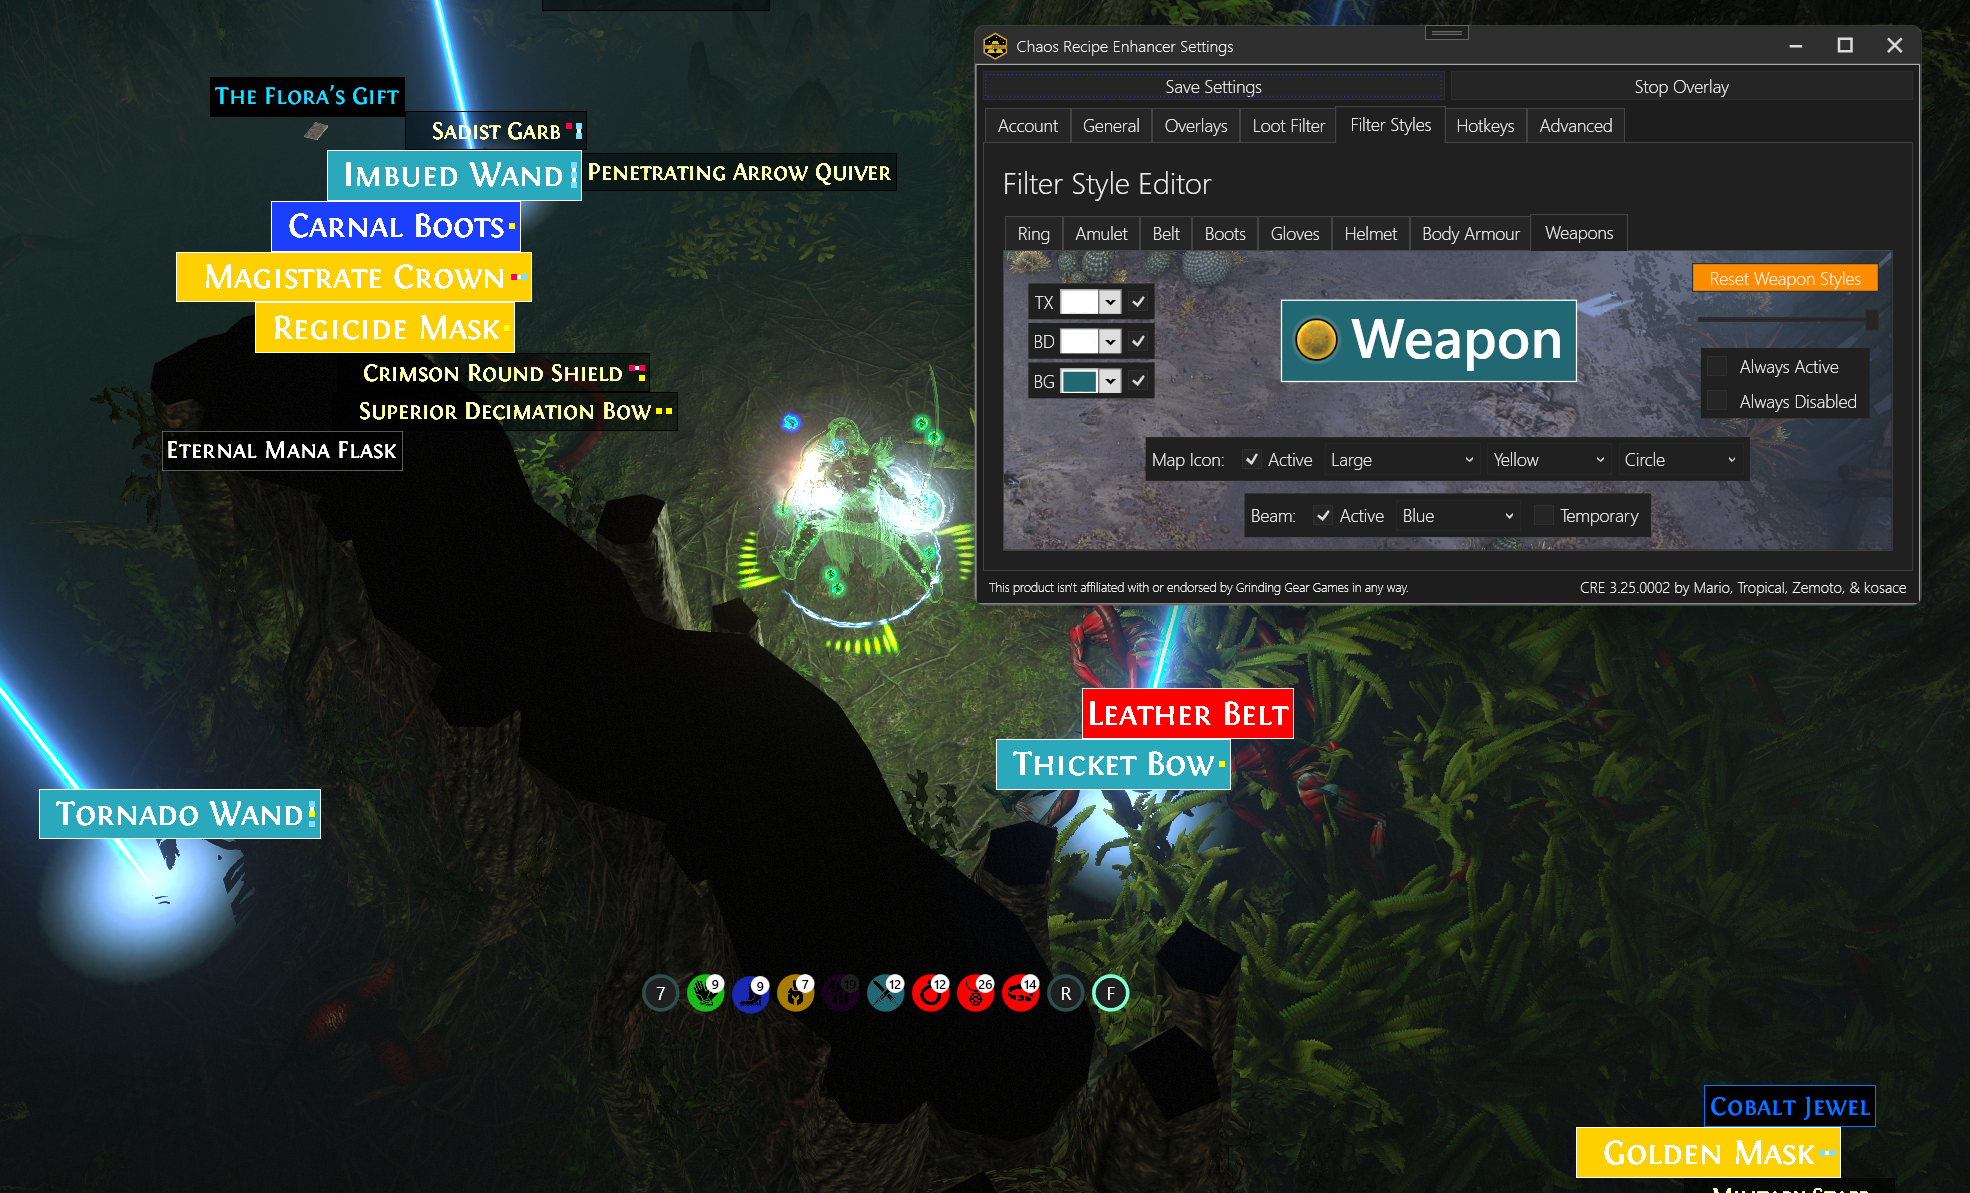 The Flora's Gift
Sadist Garb
Imbued Wand
Penetrating Arrow Quiver
Carnal Boots
Magistrate Crown
Regicide Mask
Crimson Round Shield
Superior Decimation Bow
Eternal Mana Flask
Tornado Wand
Leather Belt
Thicket Bow
Cobalt Jewel
Golden Mask
Military Staff
7 9 9 7 19 12 12 26 14 R F
Chaos Recipe Enhancer Settings
Save Settings Stop Overlay
Account General Overlays Loot Filter Filter Styles Hotkeys Advanced
Filter Style Editor
Ring Amulet Belt Boots Gloves Helmet Body Armour Weapons
Reset Weapon Styles
TX
BD
BG
Weapon
Always Active
Always Disabled
Map Icon: Active Large Yellow Circle
Beam: Active Blue Temporary
This product isn't affiliated with or endorsed by Grinding Gear Games in any way.
CRE 3.25.0002 by Mario, Tropical, Zemoto, & kosace